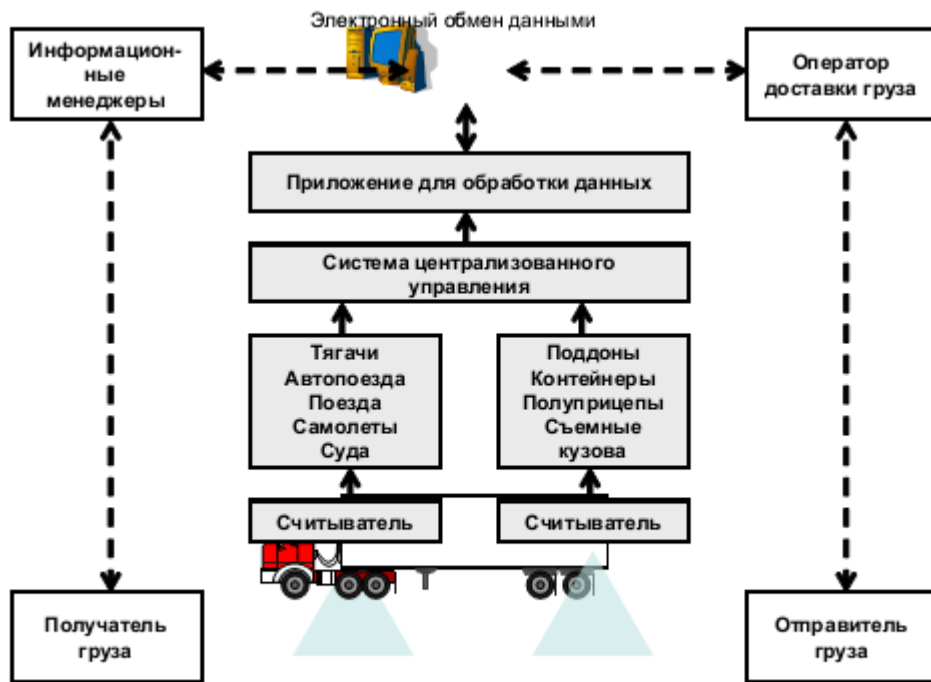 Электронный обмен данными
Информацион-
ные
менеджеры
Оператор
доставки груза
Приложение для обработки данных
Система централизованного
управления
Тягачи
Автопоезда
Поезда
Самолеты
Суда
Поддоны
Контейнеры
Полуприцепы
Съемные
кузова
Считыватель
Считыватель
Получатель
груза
Отправитель
груза